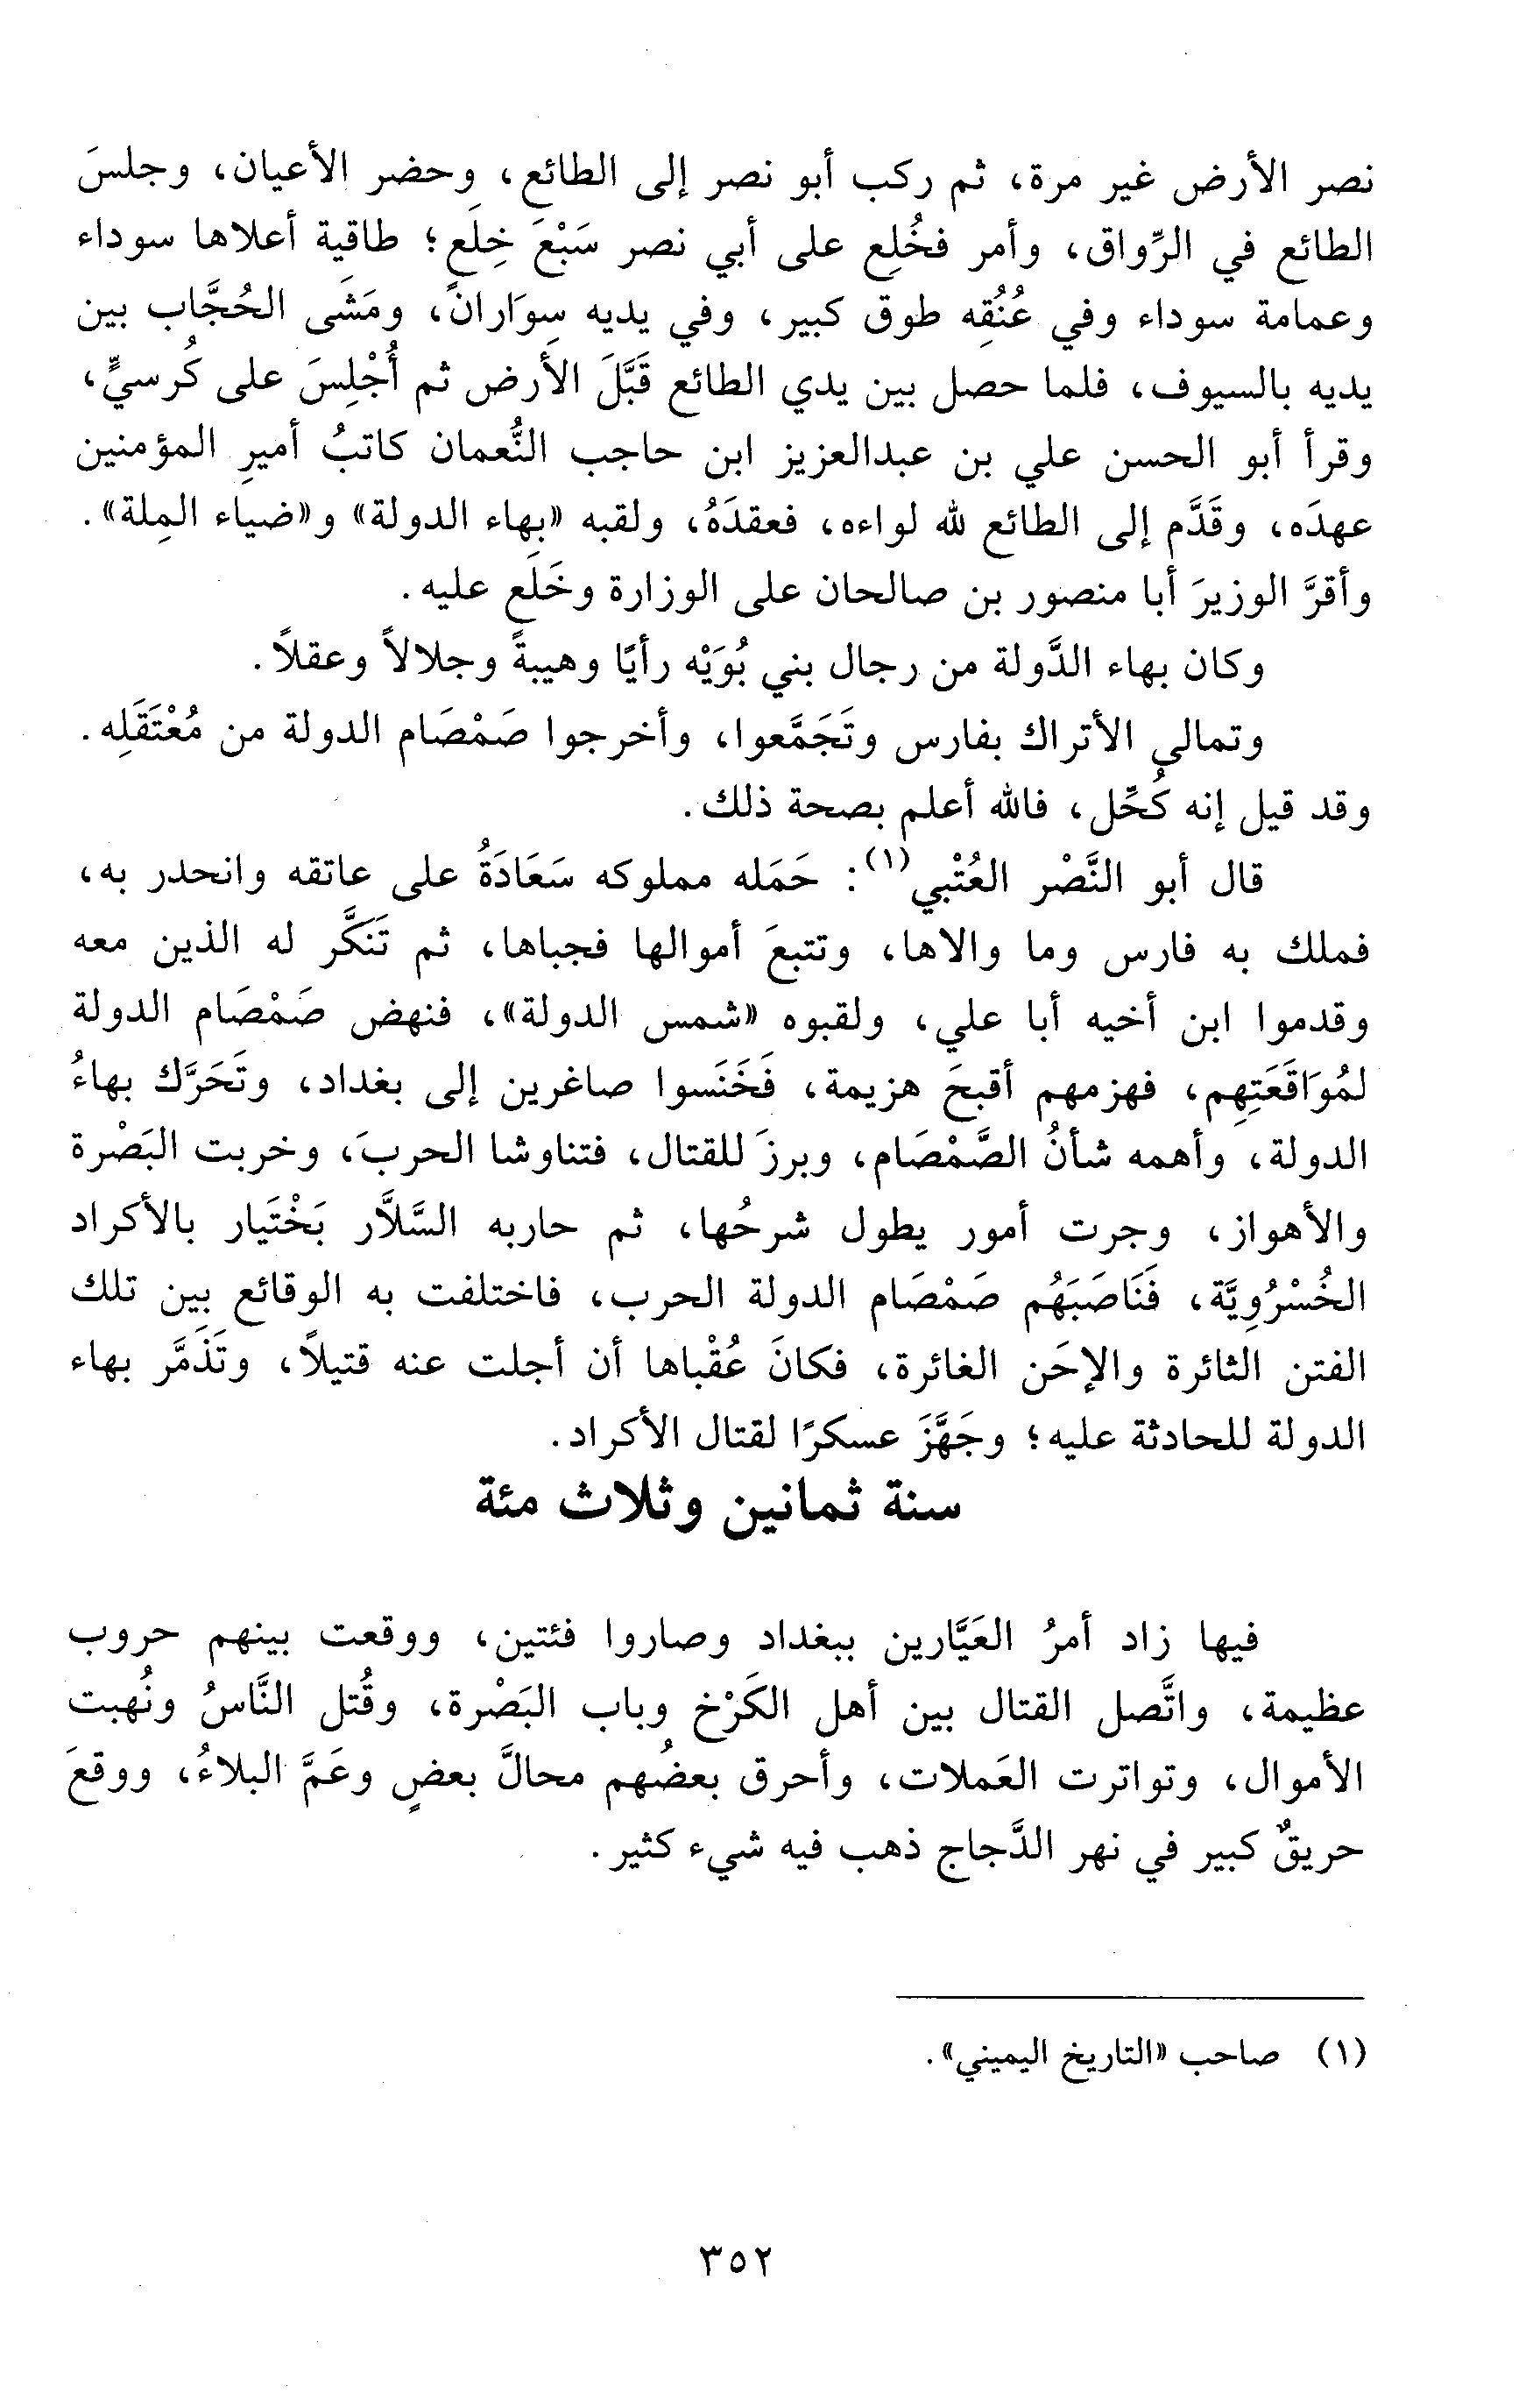 نصر الأرض غير مرة، ثم ركب أبو نصر إلى الطائع، وحضر الأعيان، وجلسَ
الطائع في الرِّواق، وأمر فخُلِع على أبي نصر سَبْعَ خِلَع؛ طاقية أعلاها سوداء
وعمامة سوداء وفي عُنُقِه طوق كبير، وفي يديه سِوَاران، ومَشَى الحُجَّاب بين
يديه بالسيوف، فلما حصل بين يدي الطائع قَبَّلَ الأرض ثم أُجْلِسَ على كُرسيٍّ،
وقرأ أبو الحسن علي بن عبدالعزيز ابن حاجب النُّعمان كاتبُ أميرِ المؤمنين
عهدَه، وقَدَّم إلى الطائع لله لواءه، فعقدَهُ، ولقبه «بهاء الدولة» و«ضياء المِلة».
وأقرَّ الوزيرَ أبا منصور بن صالحان على الوزارة وخَلَع عليه.
وكان بهاء الدَّولة من رجال بني بُوَيْه رأيًا وهيبةً وجلالاً وعقلاً.
وتمالى الأتراك بفارس وتَجَمَّعوا، وأخرجوا صَمْصَام الدولة من مُعْتَقَلِه.
وقد قيل إنه كُحِّل، فالله أعلم بصحة ذلك.
قال أبو النَّصْر العُتْبي(١): حَمَله مملوكه سَعَادَةُ على عاتقه وانحدر به،
فملك به فارس وما والاها، وتتبعَ أموالها فجباها، ثم تَنَكَّر له الذين معه
وقدموا ابن أخيه أبا علي، ولقبوه «شمس الدولة»، فنهض صَمْصَام الدولة
لمُوَاقَعَتِهِم، فهزمهم أقبحَ هزيمة، فَخَنَسوا صاغرين إلى بغداد، وتَحَرَّك بهاءُ
الدولة، وأهمه شأنُ الصَّمْصَام، وبرزَ للقتال، فتناوشا الحربَ، وخربت البَصْرة
والأهواز، وجرت أمور يطول شرحُها، ثم حاربه السَّلاَّر بَخْتَيار بالأكراد
الخُسْرُوِيَّة، فَنَاصَبَهُم صَمْصَام الدولة الحرب، فاختلفت به الوقائع بين تلك
الفتن الثائرة والإحَن الغائرة، فكانَ عُقْباها أن أجلت عنه قتيلاً، وتَذَمَّر بهاء
الدولة للحادثة عليه؛ وجَهَّزَ عسكرًا لقتال الأكراد.
سنة ثمانين وثلاث مئة
فيها زاد أمرُ العَيَّارين ببغداد وصاروا فئتين، ووقعت بينهم حروب
عظيمة، واتَّصل القتال بين أهل الكَرْخ وباب البَصْرة، وقُتل النَّاسُ ونُهبت
الأموال، وتواترت العَملات، وأحرق بعضُهم محالَّ بعضٍ وعَمَّ البلاءُ، ووقعَ
حريقٌ كبير في نهر الدَّجاج ذهب فيه شيء كثير.
(١) صاحب «التاريخ اليميني».
٣٥٢